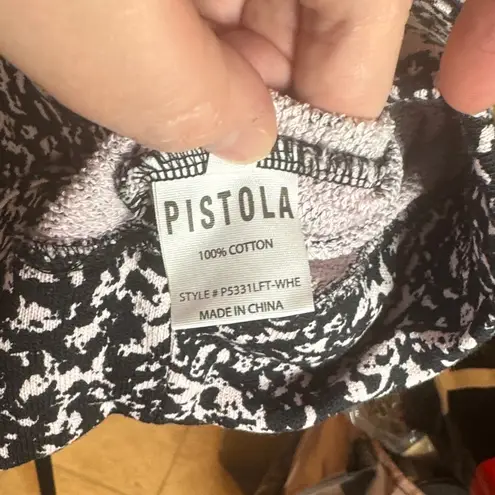 PISTOLA
100% COTTON
STYLE # P5331LFT-WHE
MADE IN CHINA